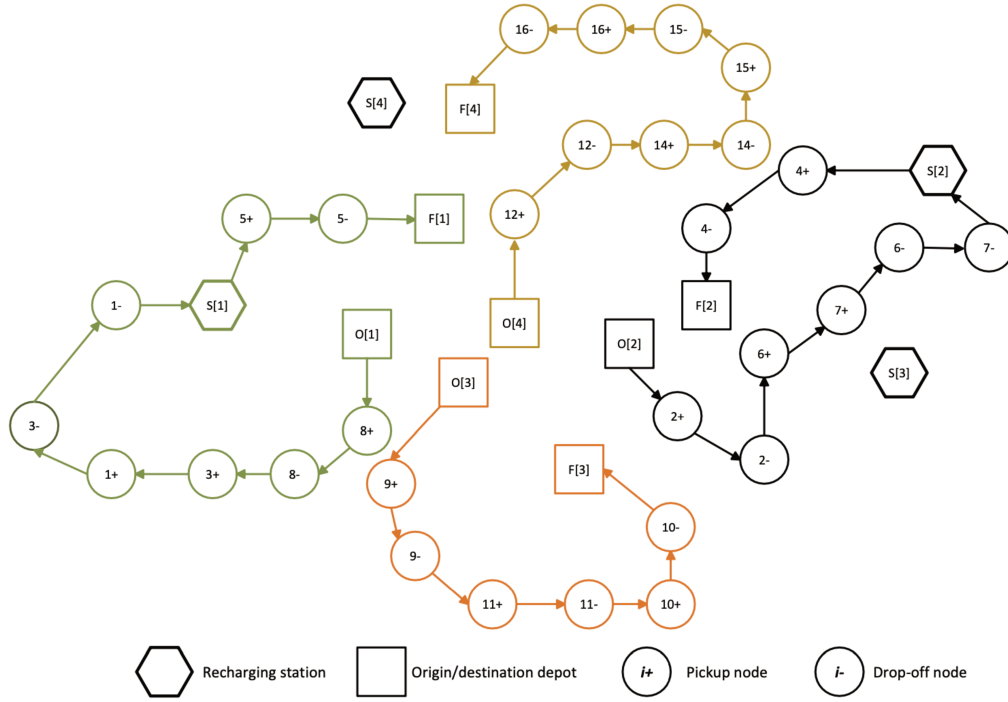 16-
16+
15-
15+
S[4]
F[4]
12-
14+
14-
4+
S[2]
5+
5-
F[1]
12+
4-
6-
7-
1-
S[1]
F[2]
7+
O[1]
O[4]
O[2]
6+
S[3]
O[3]
3-
8+
2+
2-
1+
3+
8-
9+
F[3]
10-
9-
11+
11-
10+
Recharging station
Origin/destination depot
i+
Pickup node
i-
Drop-off node